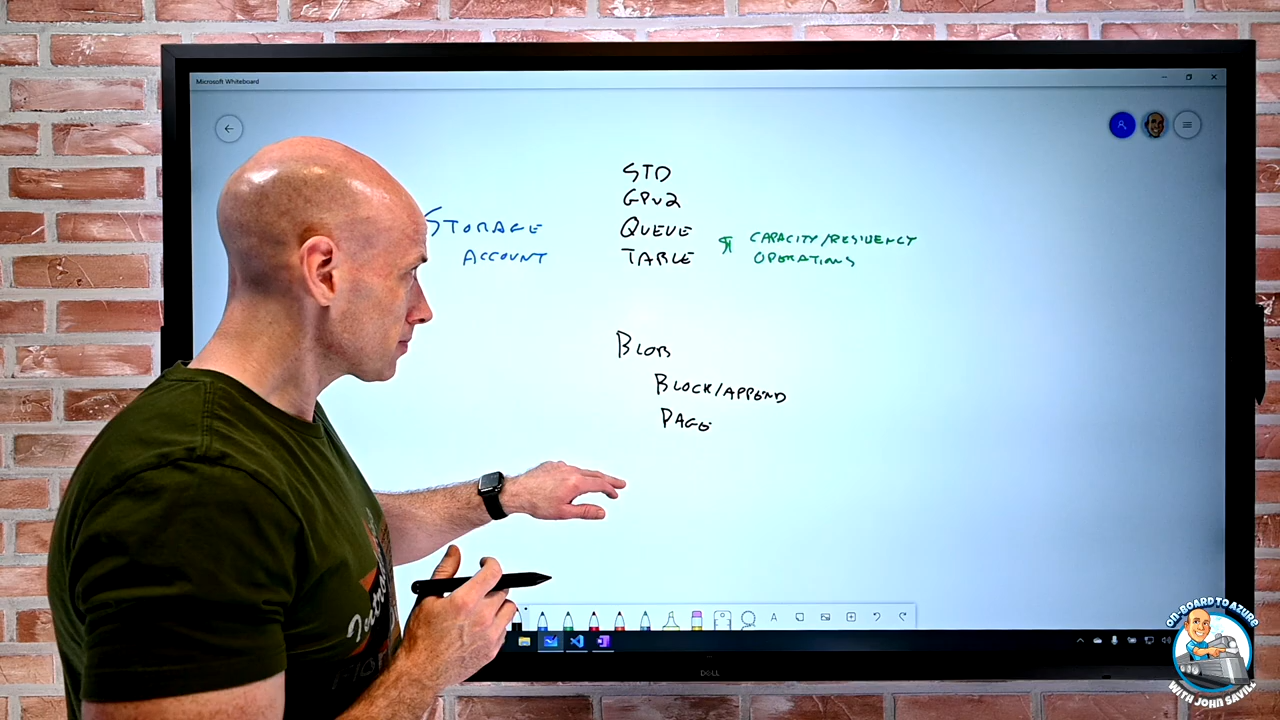 Microsoft Whiteboard
STD
GPv2
STORAGE
ACCOUNT
QUEUE
TABLE
CAPACITY/RESIDENCY
OPERATIONS
BLOB
BLOCK/APPEND
PAGE
DELL
ON-BOARD TO AZURE
WITH JOHN SAVILL